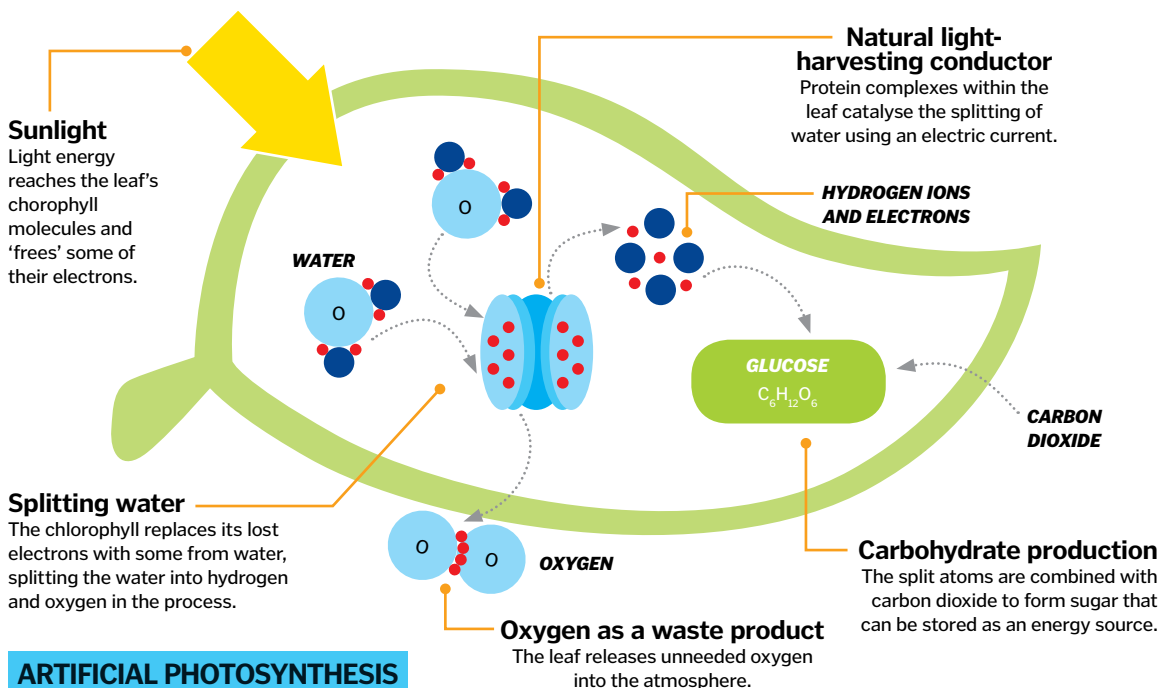 Sunlight
Light energy
reaches the leaf's
chorophyll
molecules and
'frees' some of
their electrons.
Natural light-
harvesting conductor
Protein complexes within the
leaf catalyse the splitting of
water using an electric current.
HYDROGEN IONS
AND ELECTRONS
O
WATER
O
GLUCOSE
C₆H₁₂O₆
CARBON
DIOXIDE
Splitting water
The chlorophyll replaces its lost
electrons with some from water,
splitting the water into hydrogen
and oxygen in the process.
O O
OXYGEN
Oxygen as a waste product
The leaf releases unneeded oxygen
into the atmosphere.
Carbohydrate production
The split atoms are combined with
carbon dioxide to form sugar that
can be stored as an energy source.
ARTIFICIAL PHOTOSYNTHESIS